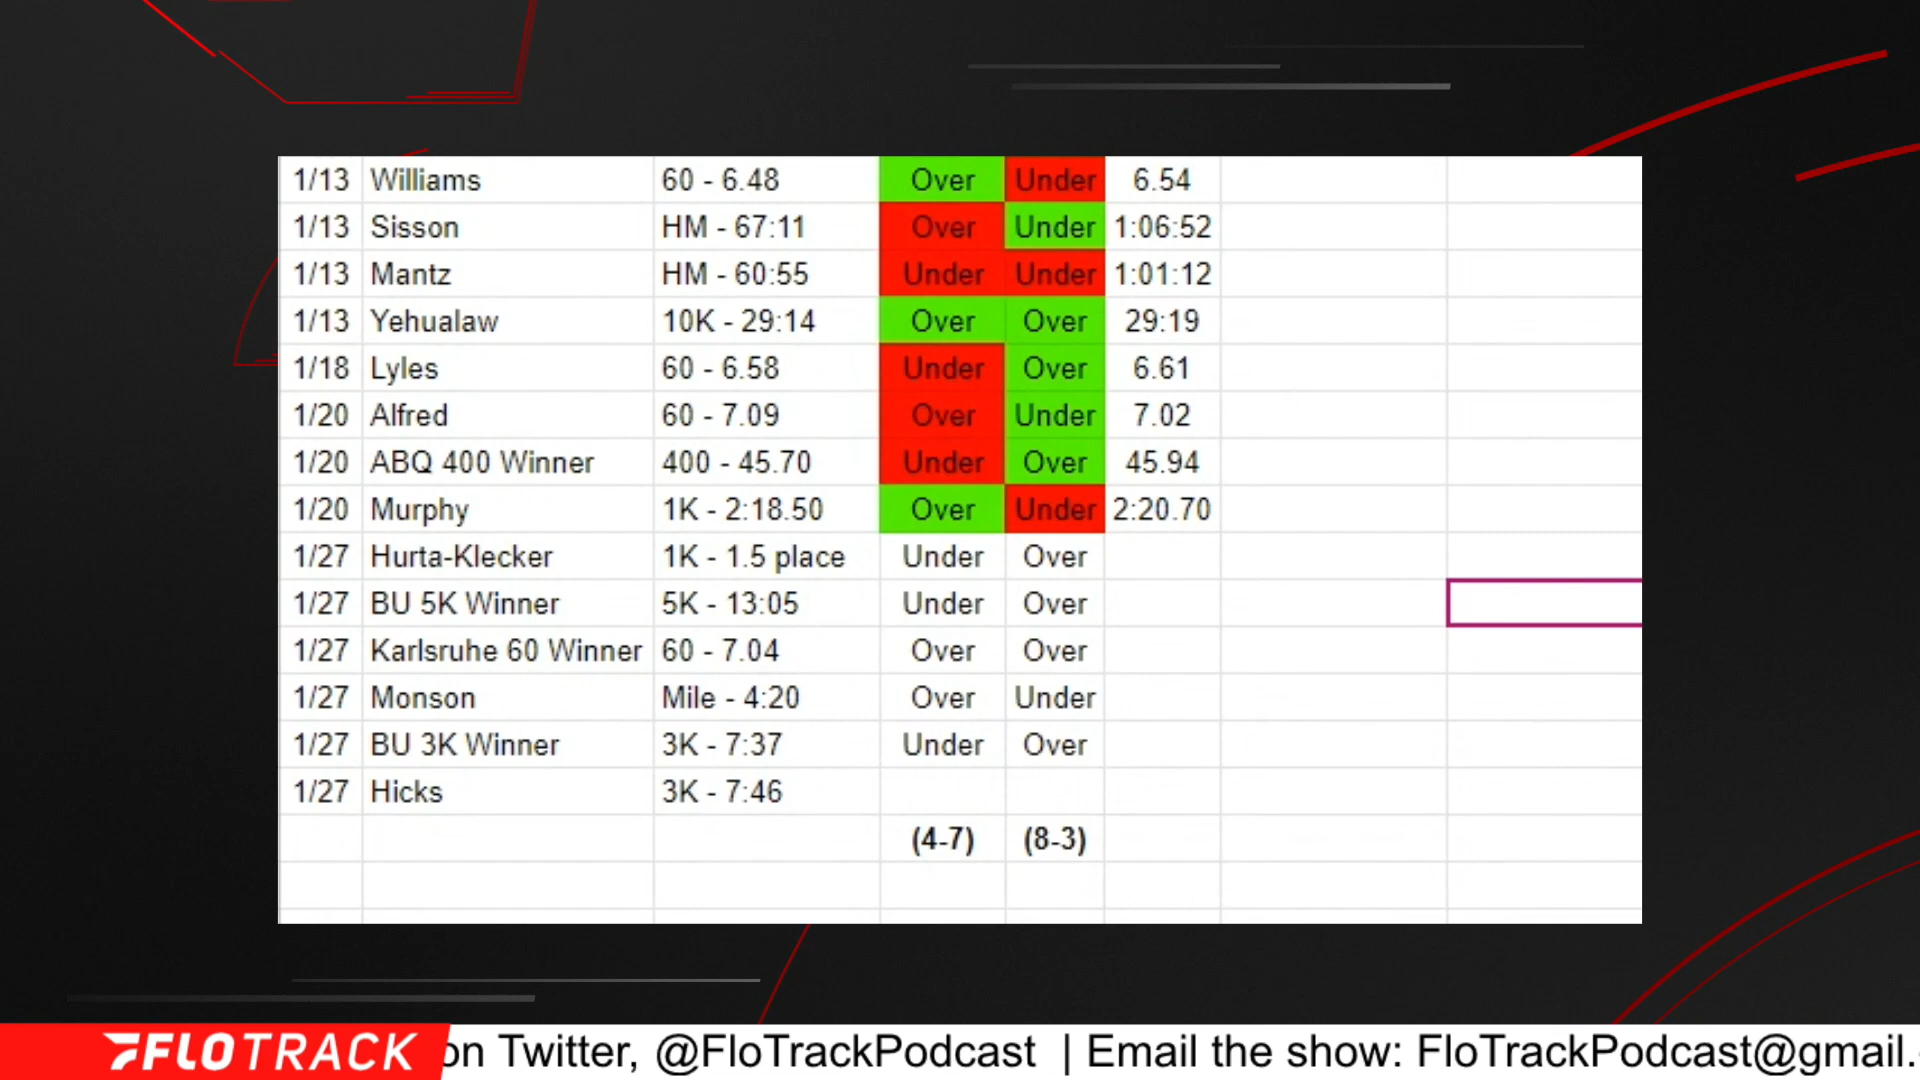 1/13 Williams 60 - 6.48 Over Under 6.54
1/13 Sisson HM - 67:11 Over Under 1:06:52
1/13 Mantz HM - 60:55 Under Under 1:01:12
1/13 Yehualaw 10K - 29:14 Over Over 29:19
1/18 Lyles 60 - 6.58 Under Over 6.61
1/20 Alfred 60 - 7.09 Over Under 7.02
1/20 ABQ 400 Winner 400 - 45.70 Under Over 45.94
1/20 Murphy 1K - 2:18.50 Over Under 2:20.70
1/27 Hurta-Klecker 1K - 1.5 place Under Over
1/27 BU 5K Winner 5K - 13:05 Under Over
1/27 Karlsruhe 60 Winner 60 - 7.04 Over Over
1/27 Monson Mile - 4:20 Over Under
1/27 BU 3K Winner 3K - 7:37 Under Over
1/27 Hicks 3K - 7:46
(4-7) (8-3)
FLOTRACK on Twitter, @FloTrackPodcast | Email the show: FloTrackPodcast@gmail.